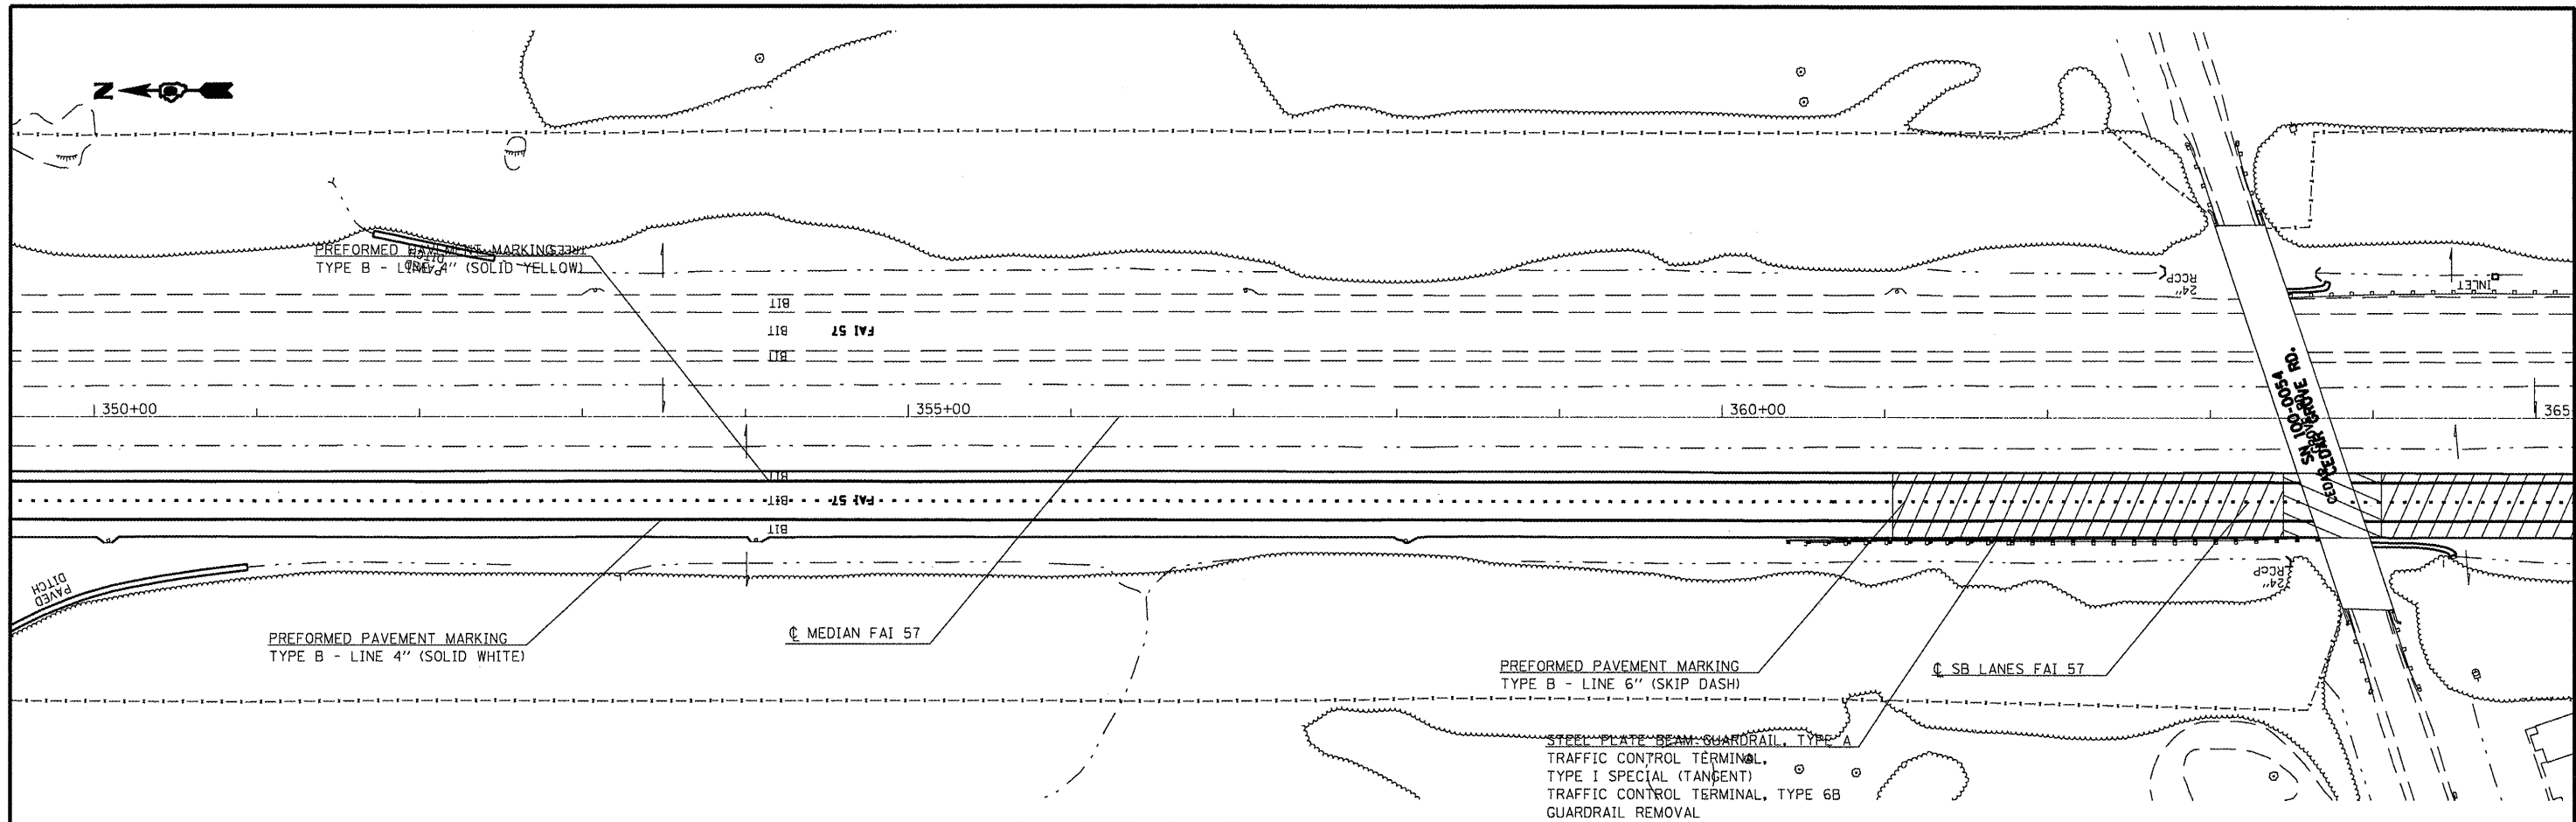 N
PREFORMED PAVEMENT MARKING
TYPE B - LINE 4" (SOLID YELLOW)
TREES
PAVED
DITCH
24"
RCCP
INLET
BIT
BIT
FAI 57
BIT
SN 100-0054
CEDAR GROVE RD.
350+00
355+00
360+00
365
BIT
BIT
FAI 57
BIT
PAVED
DITCH
24"
RCCP
PREFORMED PAVEMENT MARKING
TYPE B - LINE 4" (SOLID WHITE)
℄ MEDIAN FAI 57
PREFORMED PAVEMENT MARKING
TYPE B - LINE 6" (SKIP DASH)
℄ SB LANES FAI 57
STEEL PLATE BEAM GUARDRAIL, TYPE A
TRAFFIC CONTROL TERMINAL,
TYPE I SPECIAL (TANGENT)
TRAFFIC CONTROL TERMINAL, TYPE 6B
GUARDRAIL REMOVAL